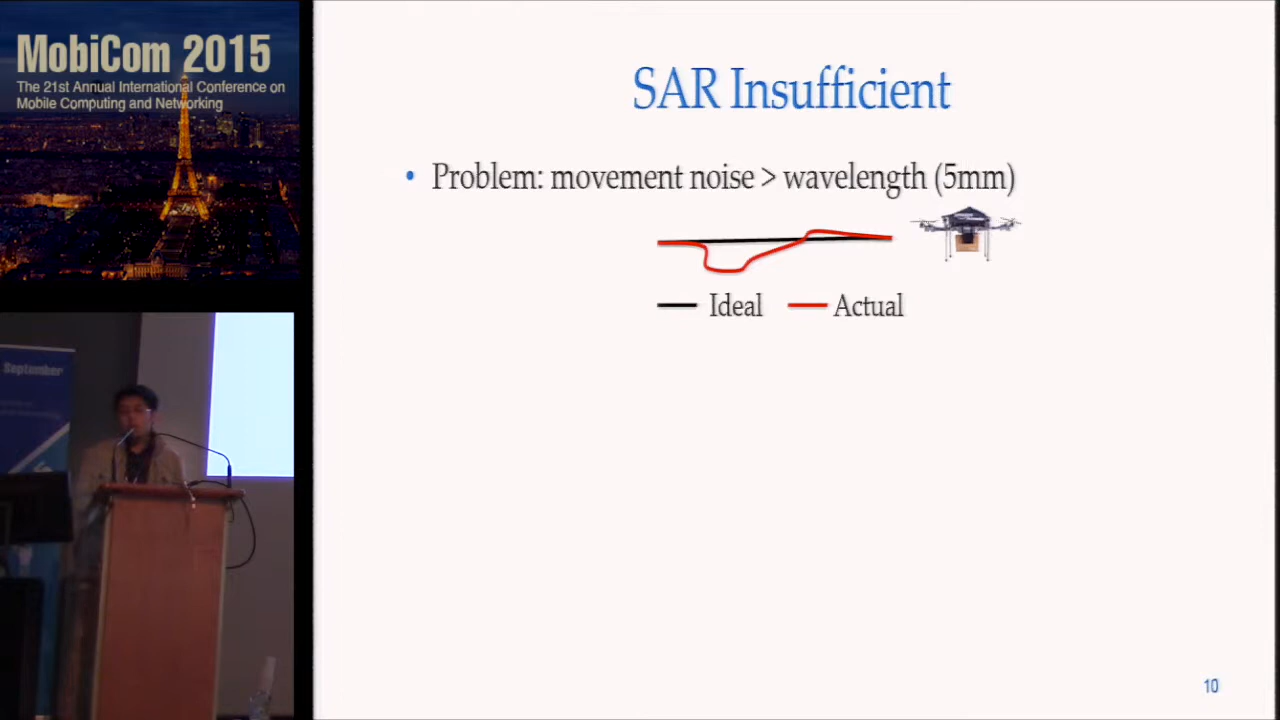 MobiCom 2015
The 21st Annual International Conference on
Mobile Computing and Networking
September
SAR Insufficient
• Problem: movement noise > wavelength (5mm)
Ideal Actual
10